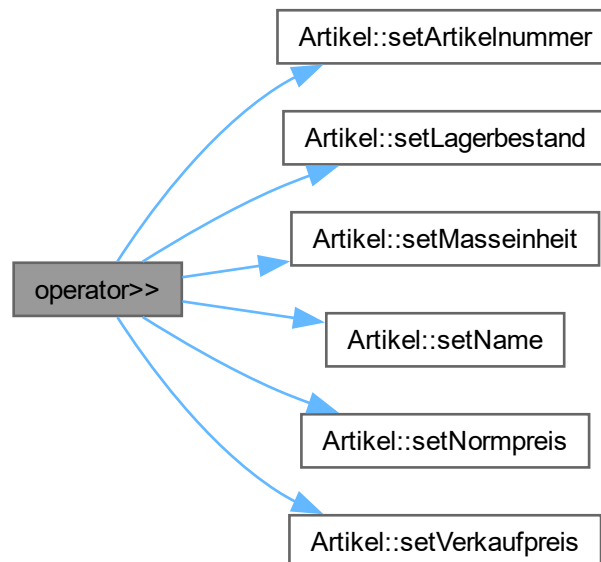 Artikel::setArtikelnummer
Artikel::setLagerbestand
Artikel::setMasseinheit
operator>>
Artikel::setName
Artikel::setNormpreis
Artikel::setVerkaufpreis